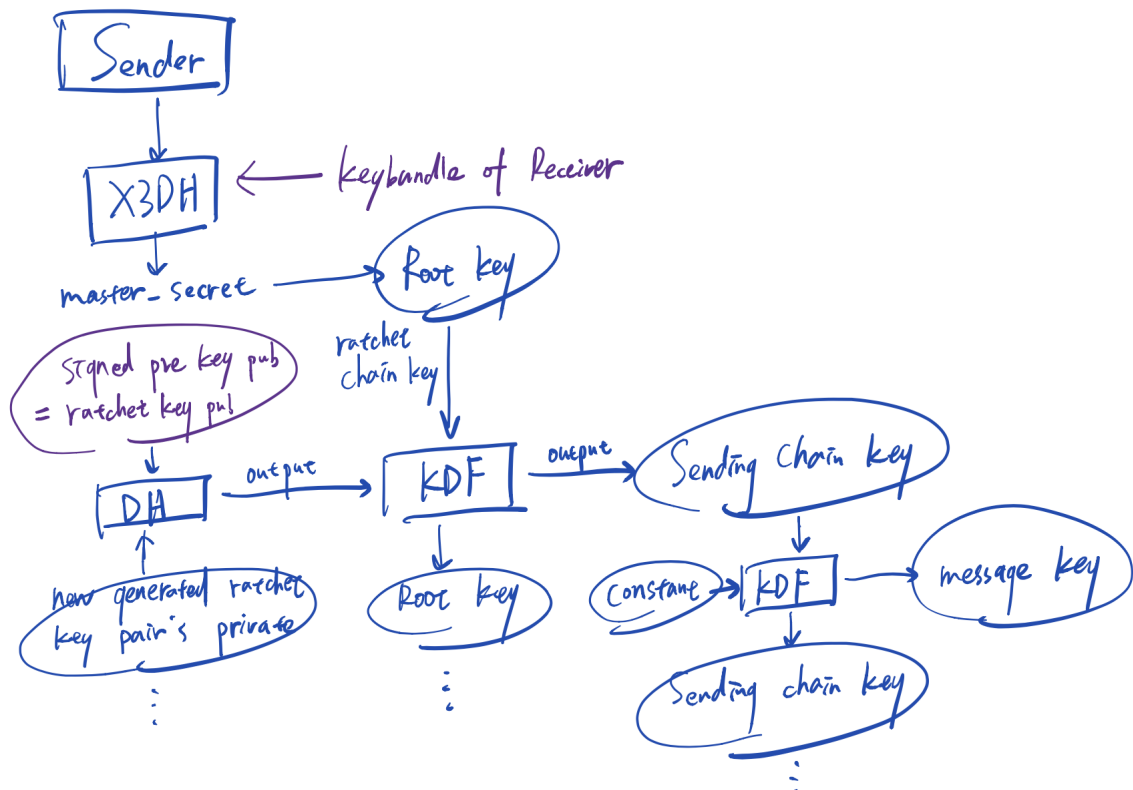 Sender
X3DH
keybundle of Receiver
master_secret
Root key
ratchet
chain key
signed pre key pub
= ratchet key pub
output
DH
KDF
output
Sending Chain key
new generated ratchet
key pair's private
Root key
Constant
KDF
message key
Sending chain key